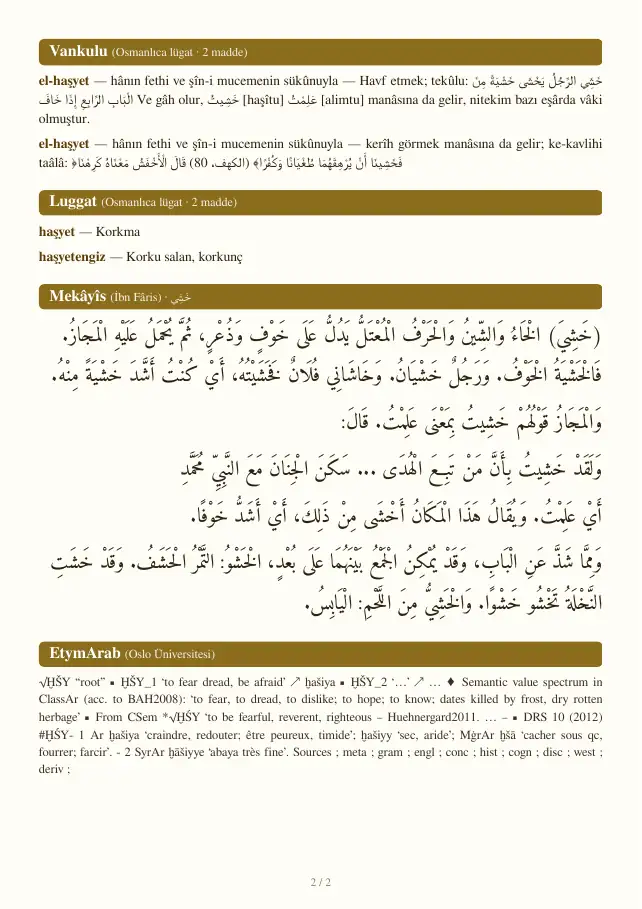 Vankulu (Osmanlıca lügat · 2 madde)
el-haşyet — hânın fethi ve şîn-i mucemenin sükûnuyla — Havf etmek; tekûlu: خَشِيَ الرَّجُلُ يَخْشَى خَشْيَةً مِنْ
الْبَابِ الرَّابِعِ إِذَا خَافَ Ve gâh olur, خَشِيتُ [haşîtu] عَلِمْتُ [alimtu] manâsına da gelir, nitekim bazı eşârda vâki
olmuştur.
el-haşyet — hânın fethi ve şîn-i mucemenin sükûnuyla — kerîh görmek manâsına da gelir; ke-kavlihi
taâlâ: ﴿فَخَشِينَا أَنْ يُرْهِقَهُمَا طُغْيَانًا وَكُفْرًا﴾ (الكهف، 80) قَالَ الْأَخْفَشُ مَعْنَاهُ كَرِهْنَا
Luggat (Osmanlıca lügat · 2 madde)
haşyet — Korkma
haşyetengiz — Korku salan, korkunç
Mekâyîs (İbn Fâris) · خَشِيَ
(خَشِيَ) الْخَاءُ وَالشِّينُ وَالْحَرْفُ الْمُعْتَلُّ يَدُلُّ عَلَى خَوْفٍ وَذُعْرٍ، ثُمَّ يُحْمَلُ عَلَيْهِ الْمَجَازُ.
فَالْخَشْيَةُ الْخَوْفُ. وَرَجُلٌ خَشْيَانُ. وَخَاشَانِي فُلَانٌ فَخَشَيْتُهُ، أَيْ كُنْتُ أَشَدَّ خَشْيَةً مِنْهُ.
وَالْمَجَازُ قَوْلُهُمْ خَشِيتُ بِمَعْنَى عَلِمْتُ. قَالَ:
وَلَقَدْ خَشِيتُ بِأَنَّ مَنْ تَبِعَ الْهُدَى ... سَكَنَ الْجِنَانَ مَعَ النَّبِيِّ مُحَمَّدِ
أَيْ عَلِمْتُ. وَيُقَالُ هَذَا الْمَكَانُ أَخْشَى مِنْ ذَلِكَ، أَيْ أَشَدُّ خَوْفًا.
وَمِمَّا شَذَّ عَنِ الْبَابِ، وَقَدْ يُمْكِنُ الْجَمْعُ بَيْنَهُمَا عَلَى بُعْدٍ، الْخَشْوُ: التَّمْرُ الْحَشَفُ. وَقَدْ خَشَتِ
النَّخْلَةُ تَخْشُو خَشْوًا. وَالْخَشِيُّ مِنَ اللَّحْمِ: الْيَابِسُ.
EtymArab (Oslo Üniversitesi)
√ḪŠY “root” ▪ ḪŠY_1 ‘to fear dread, be afraid’ ↗ ḫašiya ▪ ḪŠY_2 ‘…’ ↗ … ♦ Semantic value spectrum in
ClassAr (acc. to BAH2008): ‘to fear, to dread, to dislike; to hope; to know; dates killed by frost, dry rotten
herbage’ ▪ From CSem *√ḪŚY ‘to be fearful, reverent, righteous – Huehnergard2011. … – ▪ DRS 10 (2012)
#ḪŚY- 1 Ar ḫašiya ‘craindre, redouter; être peureux, timide’; ḫašiyy ‘sec, aride’; MġrAr ḫšā ‘cacher sous qc,
fourrer; farcir’. - 2 SyrAr ḫāšiyye ‘abaya très fine’. Sources ; meta ; gram ; engl ; conc ; hist ; cogn ; disc ; west ;
deriv ;
2 / 2